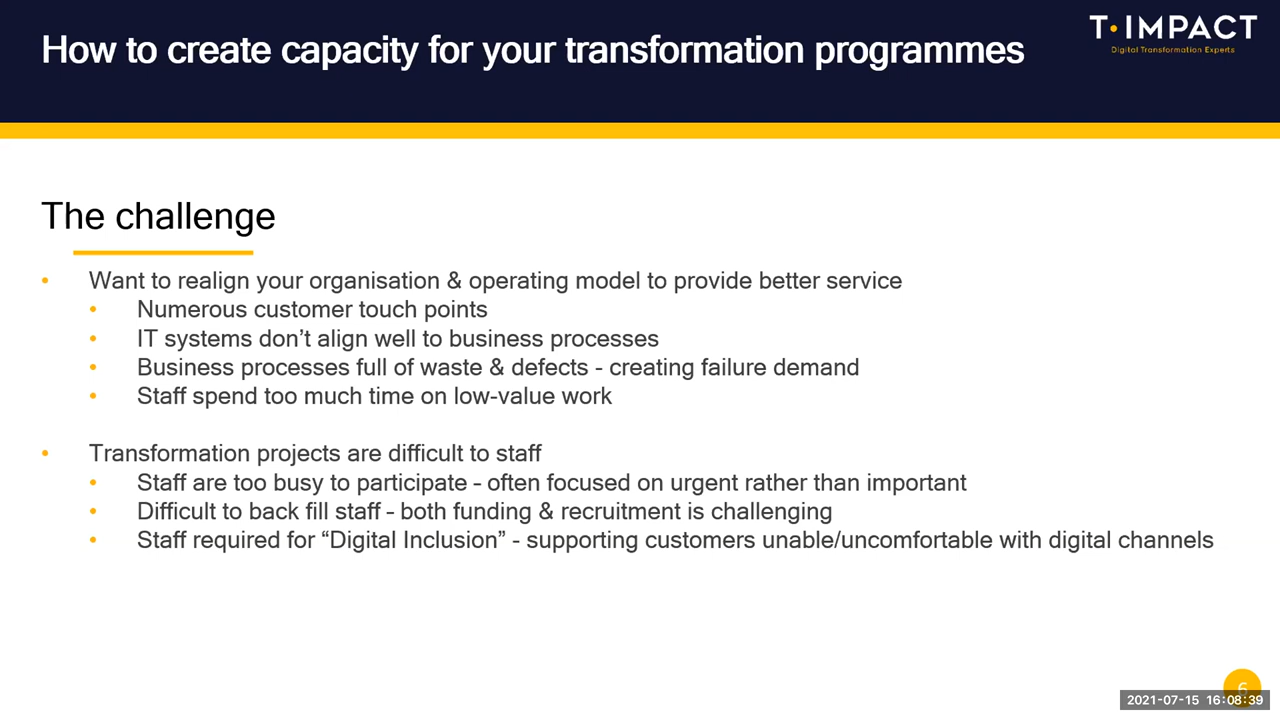 How to create capacity for your transformation programmes
T·IMPACT
Digital Transformation Experts
The challenge
• Want to realign your organisation & operating model to provide better service
• Numerous customer touch points
• IT systems don’t align well to business processes
• Business processes full of waste & defects - creating failure demand
• Staff spend too much time on low-value work
• Transformation projects are difficult to staff
• Staff are too busy to participate – often focused on urgent rather than important
• Difficult to back fill staff – both funding & recruitment is challenging
• Staff required for “Digital Inclusion” - supporting customers unable/uncomfortable with digital channels
6
2021-07-15 16:08:39